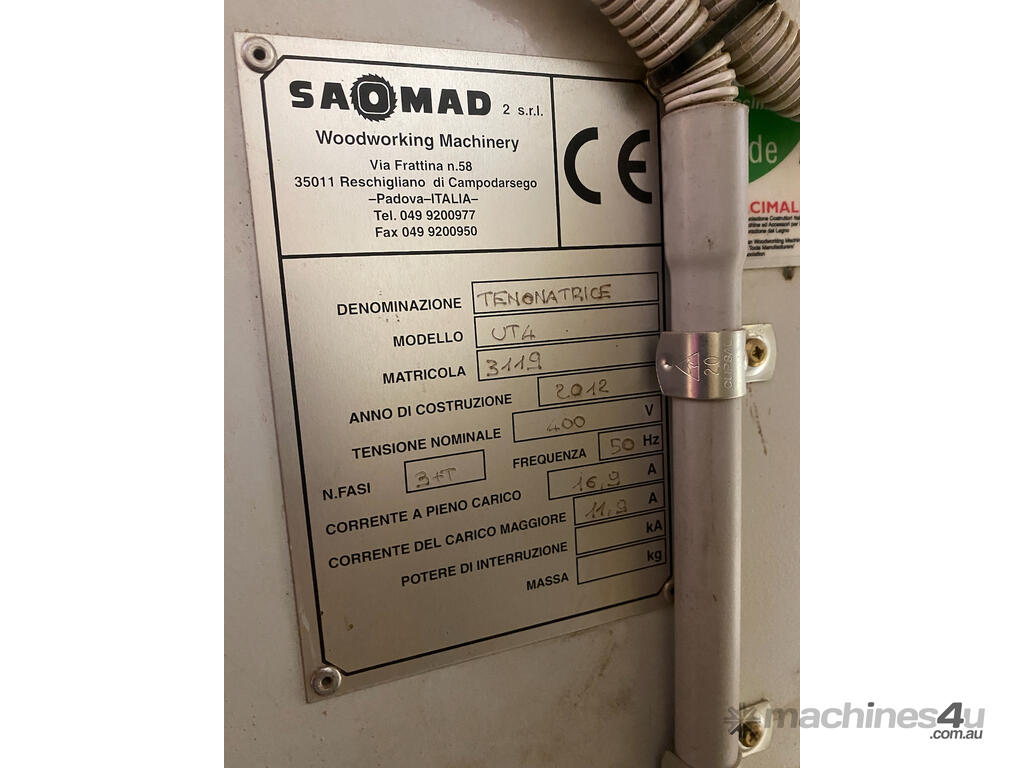 SAOMAD 2 s.r.l.
Woodworking Machinery
Via Frattina n.58
35011 Reschigliano di Campodarsego
–Padova–ITALIA–
Tel. 049 9200977
Fax 049 9200950
CE
DENOMINAZIONE TENONATRICE
MODELLO UT4
MATRICOLA 3119
ANNO DI COSTRUZIONE 2012
TENSIONE NOMINALE 400 V
N.FASI 3+T FREQUENZA 50 Hz
CORRENTE A PIENO CARICO 16,9 A
CORRENTE DEL CARICO MAGGIORE 11,9 A
POTERE DI INTERRUZIONE kA
MASSA kg
de
CIMAL
20
machines4u
.com.au